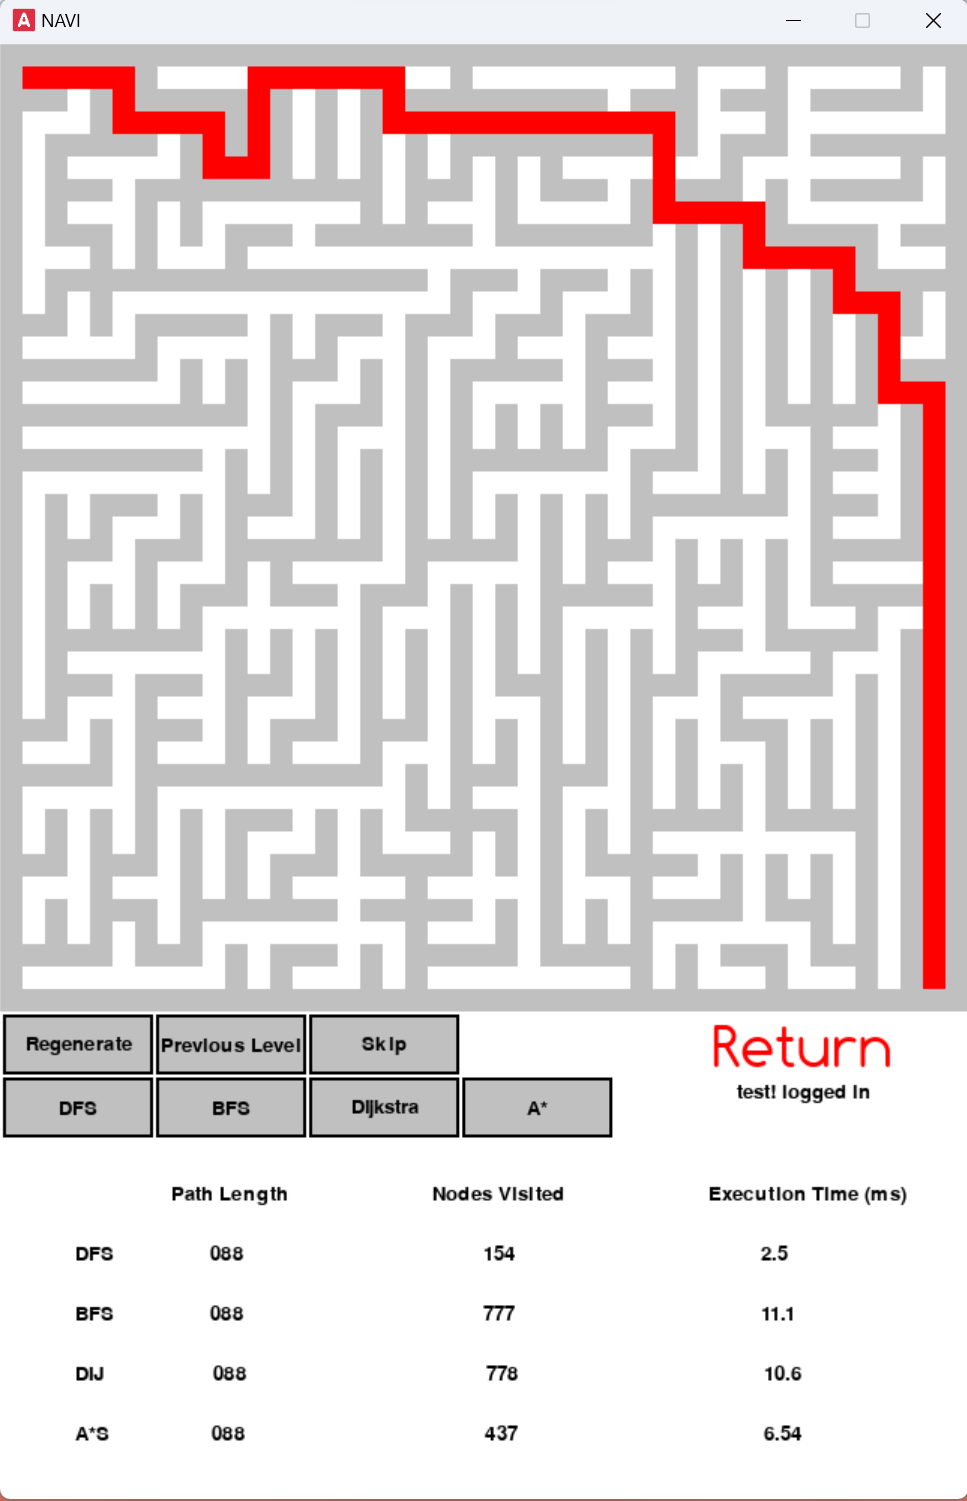 A NAVI
Regenerate Previous Level Skip
Return
test! logged in
DFS BFS Dijkstra A*
Path Length Nodes Visited Execution Time (ms)
DFS 088 154 2.5
BFS 088 777 11.1
DIJ 088 778 10.6
A*S 088 437 6.54